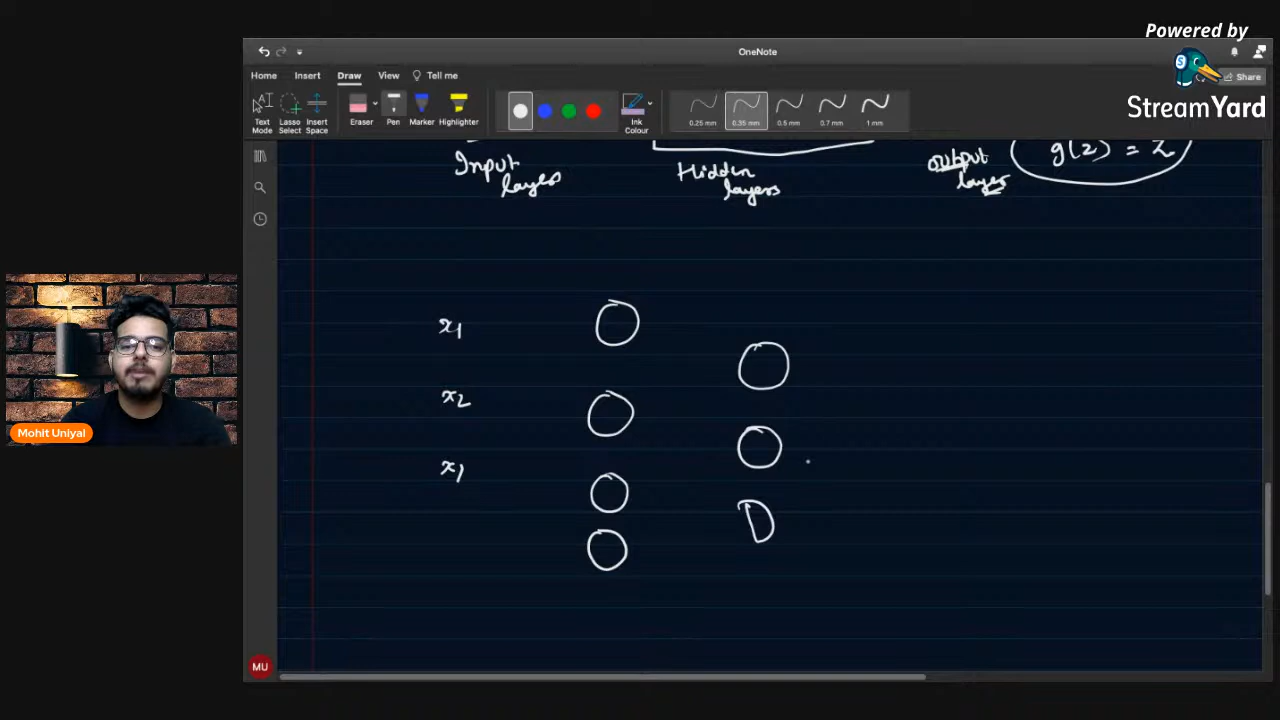 Powered by
StreamYard
OneNote
Home Insert Draw View Tell me
Share
Text Mode
Lasso Select
Insert Space
Eraser
Pen
Marker
Highlighter
Ink Colour
0.25 mm
0.35 mm
0.5 mm
0.7 mm
1 mm
Input layer
Hidden layers
output layer
g(z) = z
x1
x2
x1
Mohit Uniyal
MU